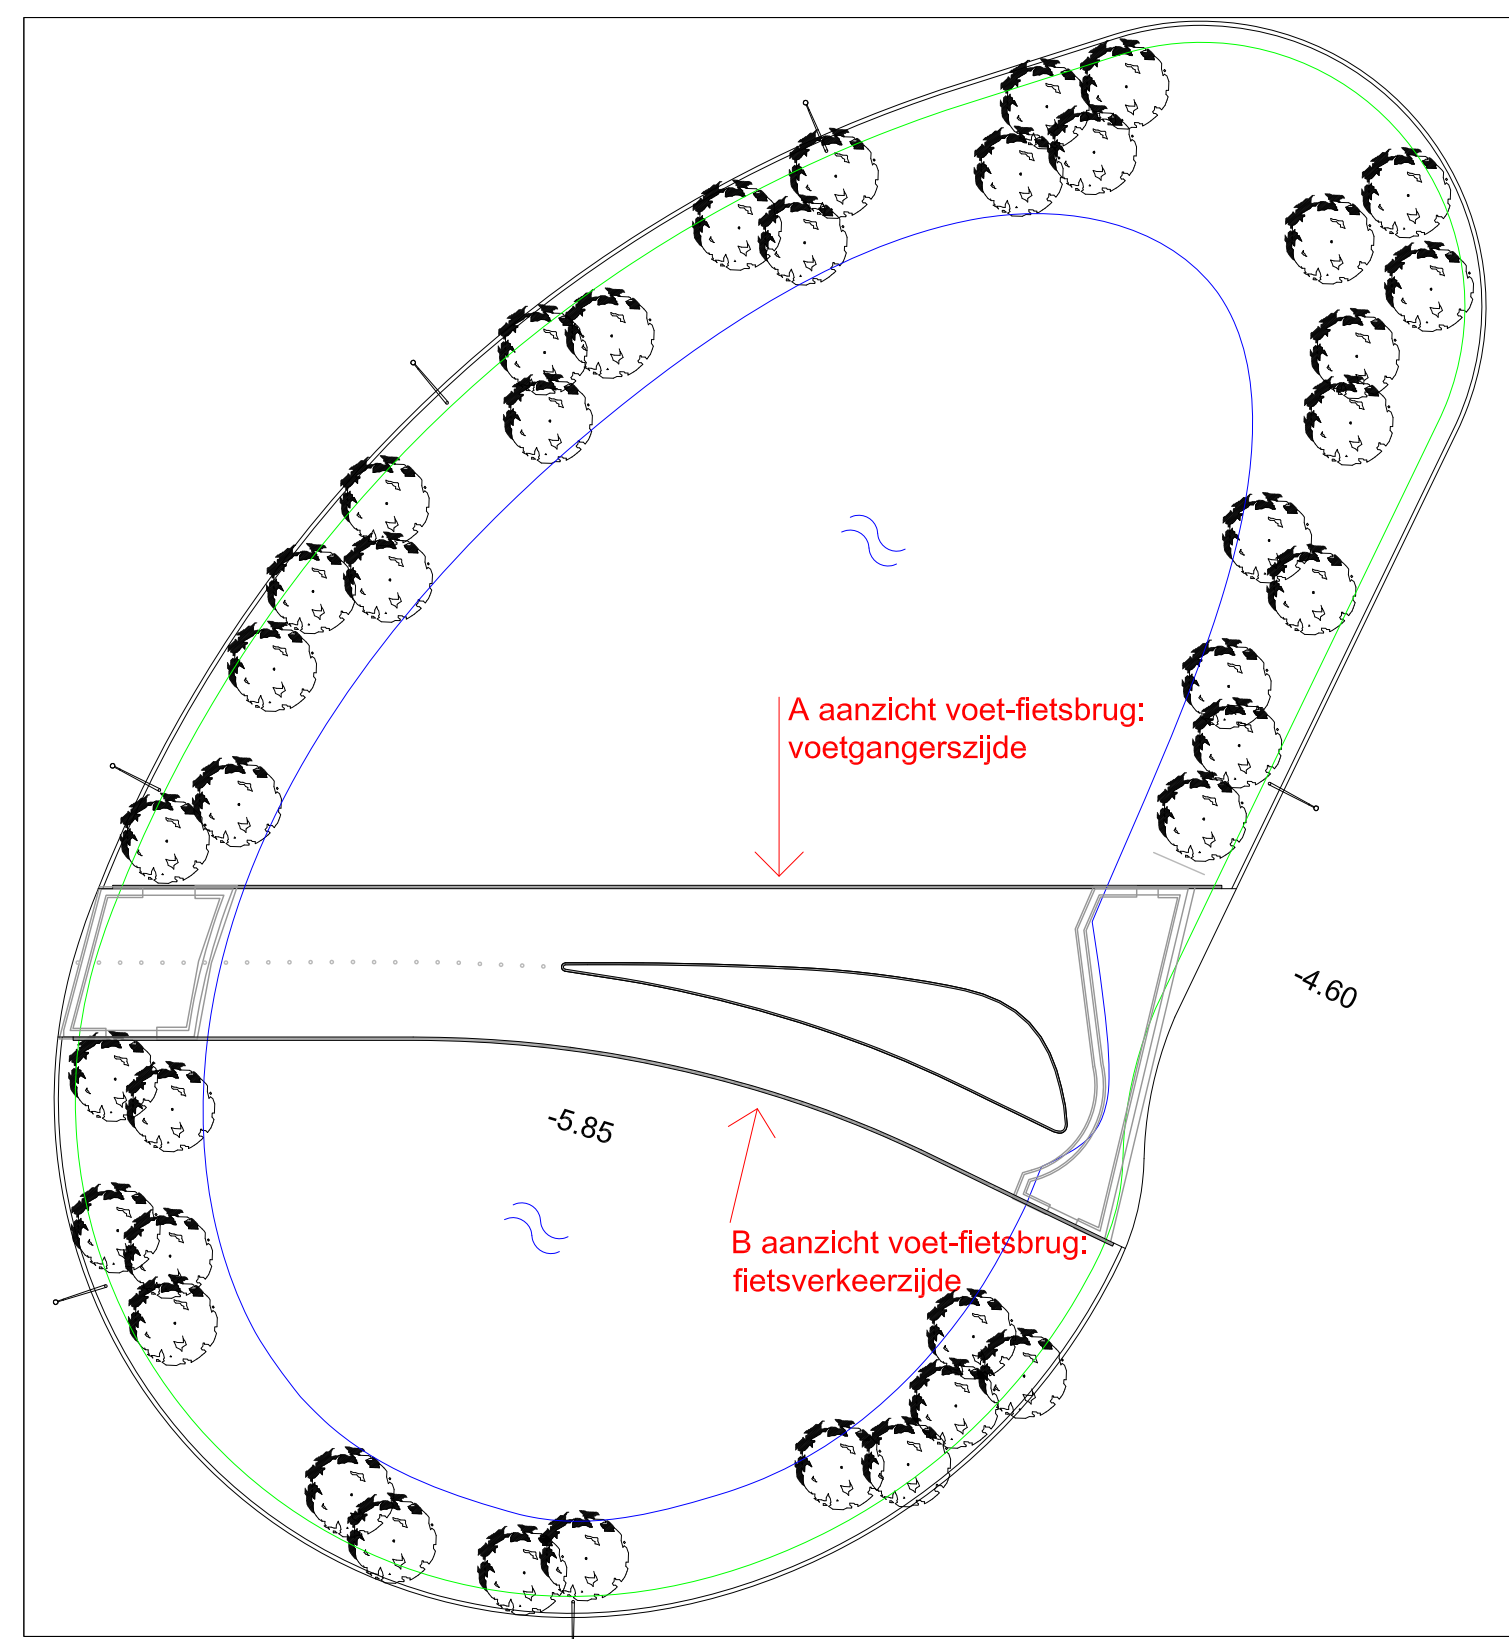 A aanzicht voet-fietsbrug:
voetgangerszijde
-4.60
-5.85
B aanzicht voet-fietsbrug:
fietsverkeerzijde